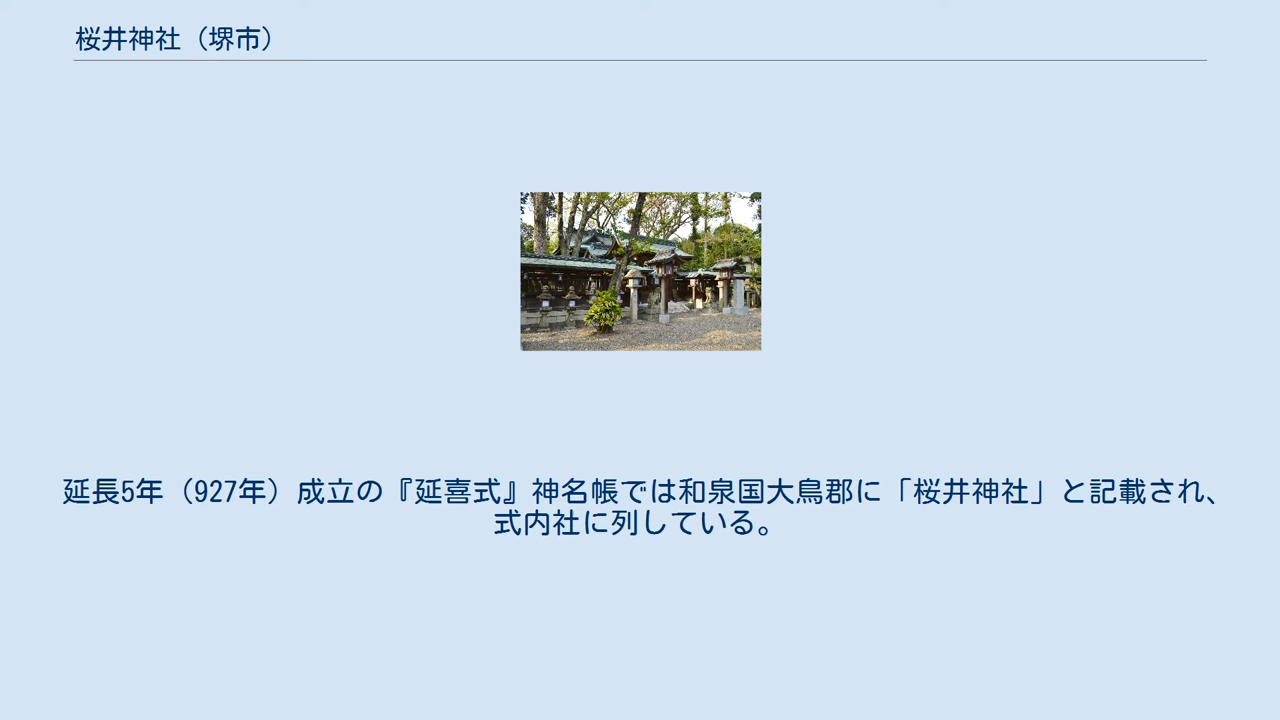 桜井神社（堺市）
延長5年（927年）成立の『延喜式』神名帳では和泉国大鳥郡に「桜井神社」と記載され、
式内社に列している。